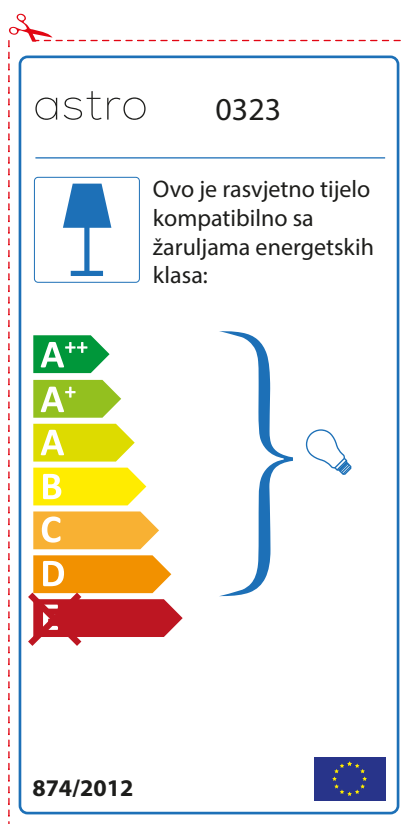 astro 0323
Ovo je rasvjetno tijelo
kompatibilno sa
žaruljama energetskih
klasa:
A++
A+
A
B
C
D
E
874/2012